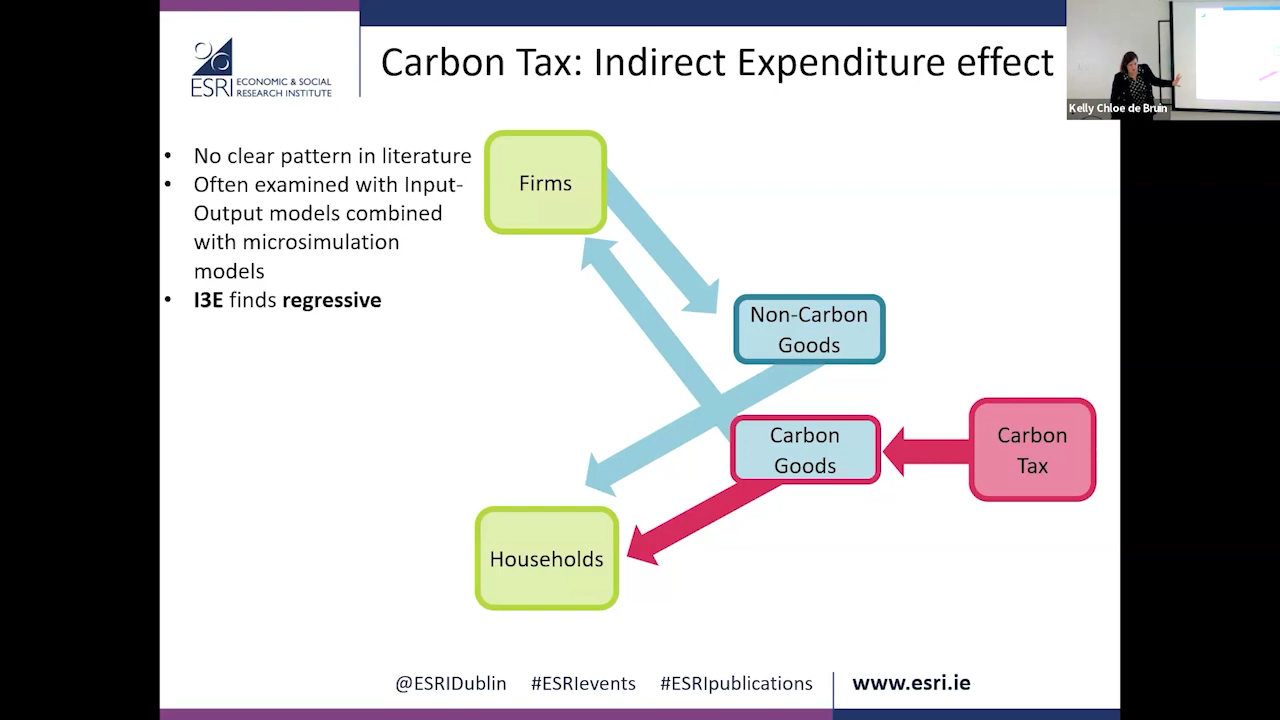 ESRI
ECONOMIC & SOCIAL
RESEARCH INSTITUTE
Carbon Tax: Indirect Expenditure effect
Kelly Chloe de Bruin
• No clear pattern in literature
• Often examined with Input-
Output models combined
with microsimulation
models
• I3E finds regressive
Firms
Non-Carbon
Goods
Carbon
Goods
Carbon
Tax
Households
@ESRIDublin #ESRIevents #ESRIpublications www.esri.ie